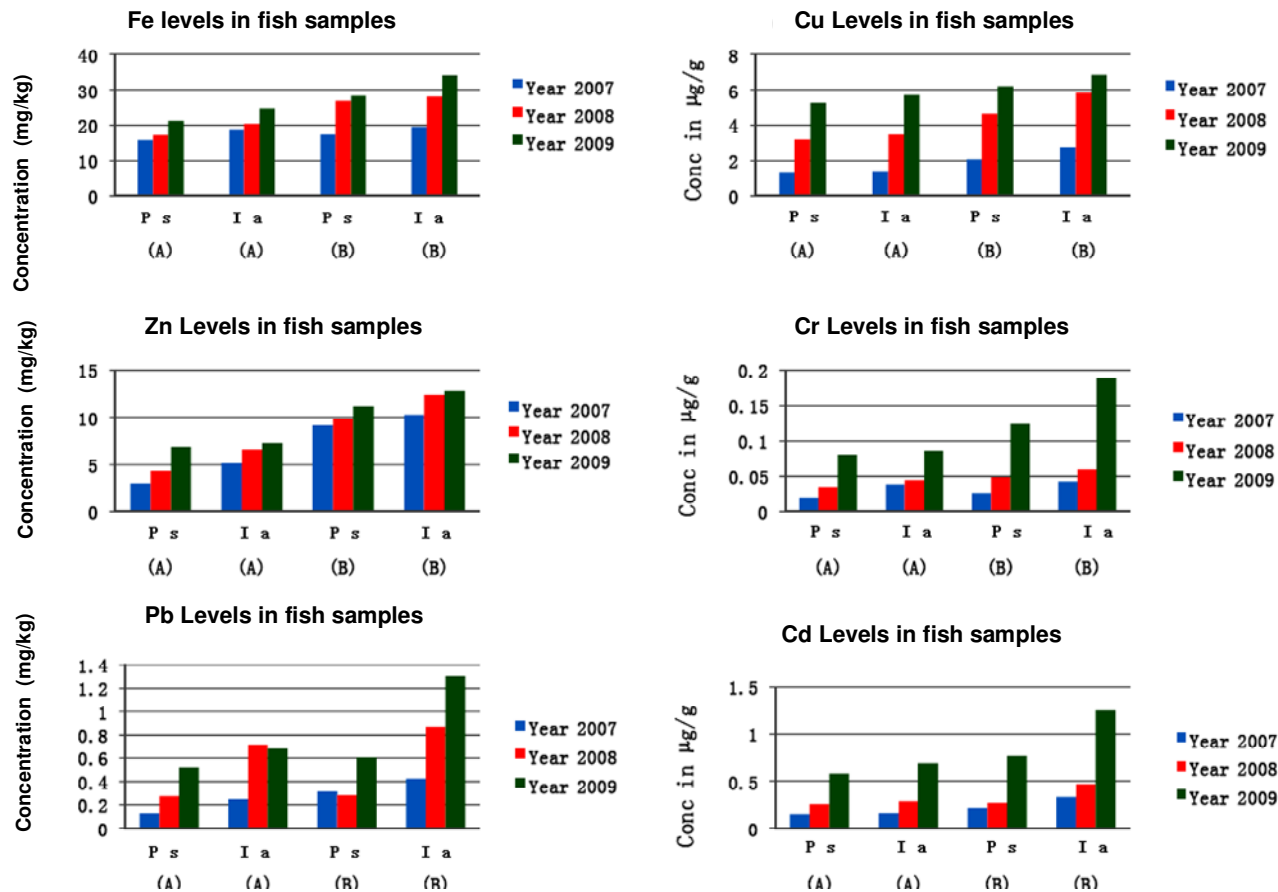 Fe levels in fish samples
Concentration (mg/kg)
40
30
20
10
0
P s
I a
P s
I a
(A)
(A)
(B)
(B)
Year 2007
Year 2008
Year 2009
Cu Levels in fish samples
Conc in µg/g
8
6
4
2
0
P s
I a
P s
I a
(A)
(A)
(B)
(B)
Year 2007
Year 2008
Year 2009
Zn Levels in fish samples
Concentration (mg/kg)
15
10
5
0
P s
I a
P s
I a
(A)
(A)
(B)
(B)
Year 2007
Year 2008
Year 2009
Cr Levels in fish samples
Conc in µg/g
0.2
0.15
0.1
0.05
0
P s
I a
P s
I a
(A)
(A)
(B)
(B)
Year 2007
Year 2008
Year 2009
Pb Levels in fish samples
Concentration (mg/kg)
1.4
1.2
1
0.8
0.6
0.4
0.2
0
P s
I a
P s
I a
(A)
(A)
(B)
(B)
Year 2007
Year 2008
Year 2009
Cd Levels in fish samples
Conc in µg/g
1.5
1
0.5
0
P s
I a
P s
I a
(A)
(A)
(B)
(B)
Year 2007
Year 2008
Year 2009